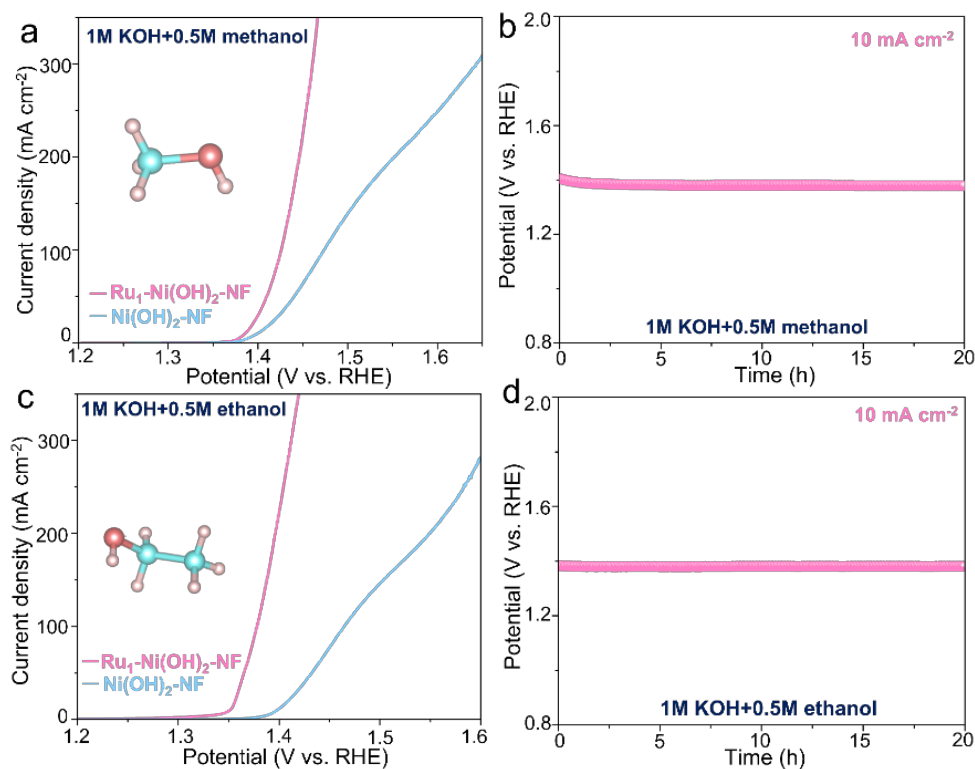 a
1M KOH+0.5M methanol
Current density (mA cm⁻²)
300
200
100
0
Ru₁-Ni(OH)₂-NF
Ni(OH)₂-NF
1.2 1.3 1.4 1.5 1.6
Potential (V vs. RHE)
b
10 mA cm⁻²
Potential (V vs. RHE)
2.0
1.6
1.2
0.8
1M KOH+0.5M methanol
0 5 10 15 20
Time (h)
c
1M KOH+0.5M ethanol
Current density (mA cm⁻²)
300
200
100
0
Ru₁-Ni(OH)₂-NF
Ni(OH)₂-NF
1.2 1.3 1.4 1.5 1.6
Potential (V vs. RHE)
d
10 mA cm⁻²
Potential (V vs. RHE)
2.0
1.6
1.2
0.8
1M KOH+0.5M ethanol
0 5 10 15 20
Time (h)